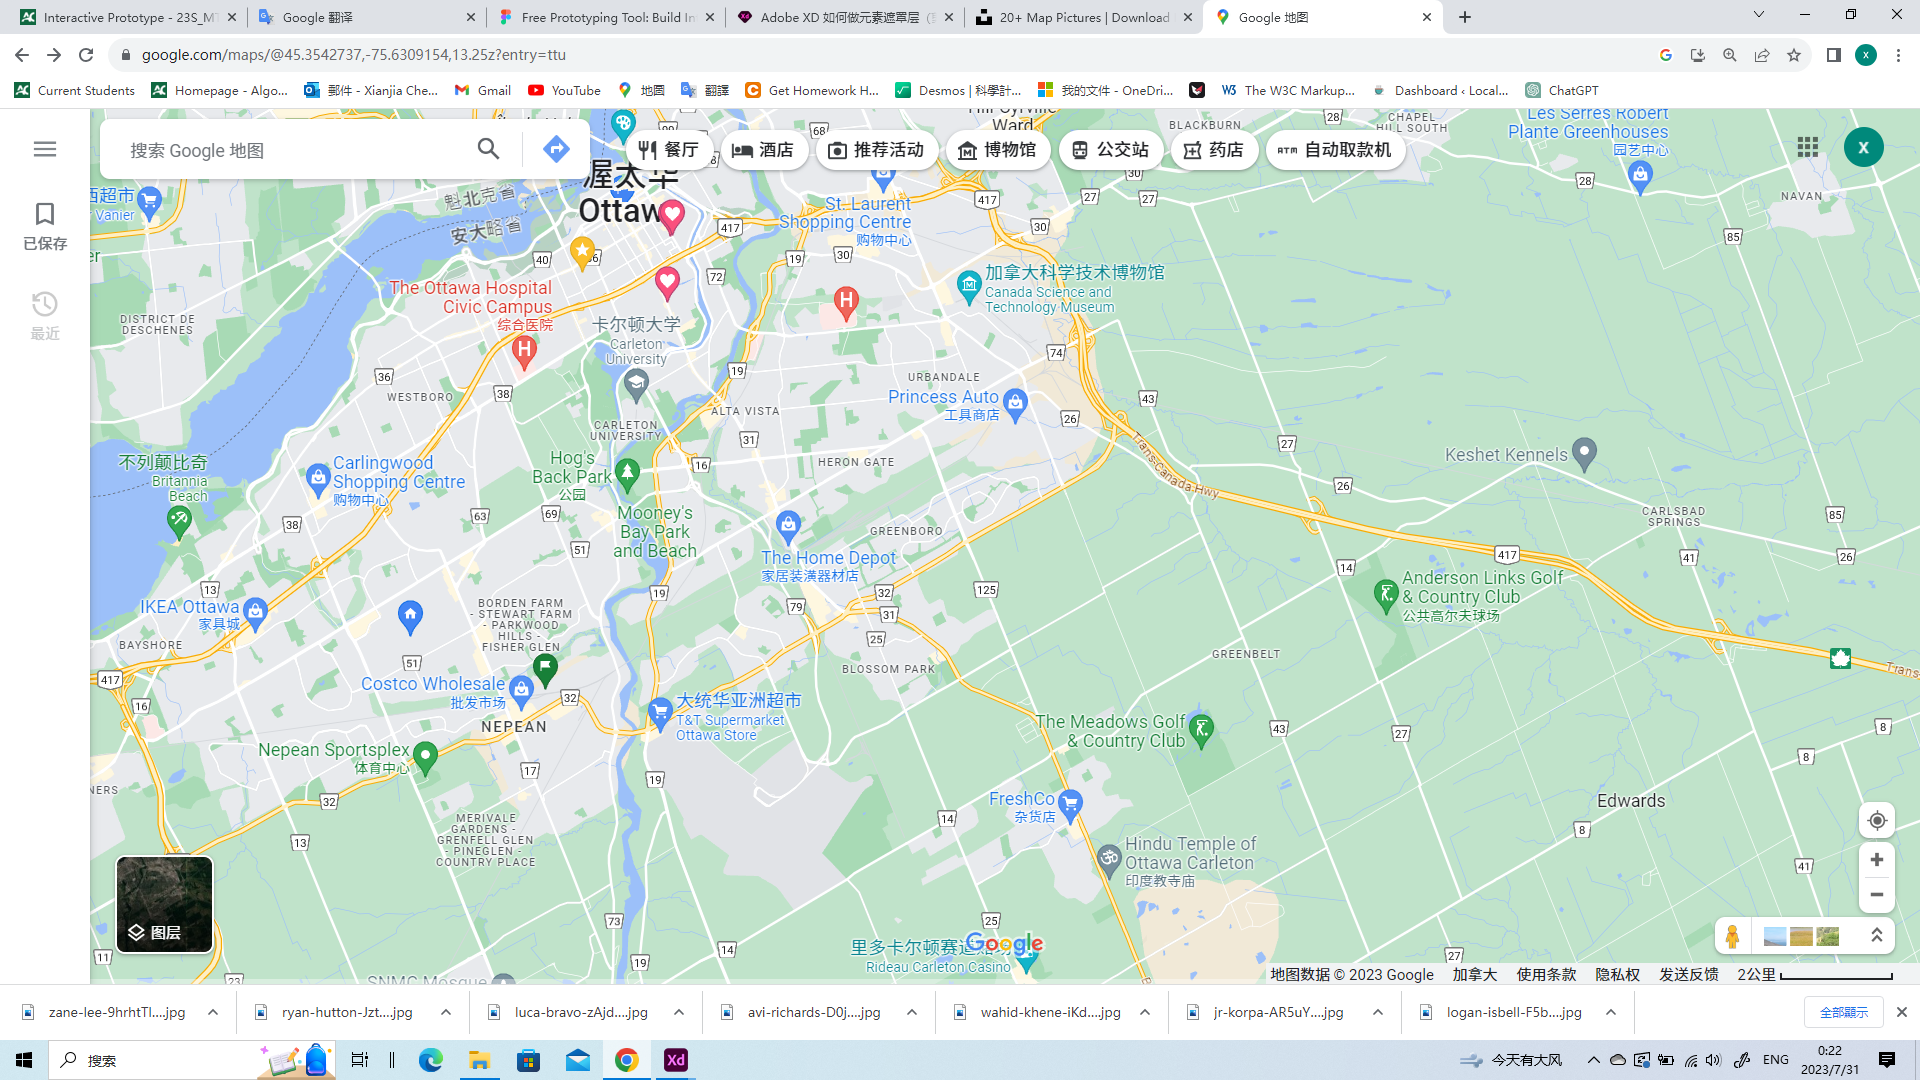 Interactive Prototype - 23S_MT
Google 翻译
Free Prototyping Tool: Build In
Adobe XD 如何做元素遮罩层
20+ Map Pictures | Download
Google 地图
google.com/maps/@45.3542737,-75.6309154,13.25z?entry=ttu
Current Students
Homepage - Algo...
郵件 - Xianjia Che...
Gmail
YouTube
地圖
翻譯
Get Homework H...
Desmos | 科學計...
我的文件 - OneDri...
The W3C Markup...
Dashboard ‹ Local...
ChatGPT
搜索 Google 地图
餐厅
酒店
推荐活动
博物馆
公交站
药店
自动取款机
x
已保存
最近
渥太华
Ottawa
魁北克省
安大略省
西超市
Vanier
Ward
BLACKBURN
CHAPEL
HILL SOUTH
Les Serres Robert
Plante Greenhouses
园艺中心
NAVAN
St. Laurent
Shopping Centre
购物中心
加拿大科学技术博物馆
Canada Science and
Technology Museum
DISTRICT DE
DESCHENES
The Ottawa Hospital
Civic Campus
综合医院
卡尔顿大学
Carleton
University
WESTBORO
CARLETON
UNIVERSITY
ALTA VISTA
URBANDALE
Princess Auto
工具商店
HERON GATE
Trans-Canada Hwy
Keshet Kennels
CARLSBAD
SPRINGS
不列颠比奇
Britannia
Beach
Carlingwood
Shopping Centre
购物中心
Hog's
Back Park
公园
Mooney's
Bay Park
and Beach
GREENBORO
The Home Depot
家居装潢器材店
Anderson Links Golf
& Country Club
公共高尔夫球场
IKEA Ottawa
家具城
BAYSHORE
BORDEN FARM
- STEWART FARM
- PARKWOOD
HILLS -
FISHER GLEN
BLOSSOM PARK
GREENBELT
Costco Wholesale
批发市场
NEPEAN
大统华亚洲超市
T&T Supermarket
Ottawa Store
The Meadows Golf
& Country Club
Nepean Sportsplex
体育中心
MERIVALE
GARDENS -
GRENFELL GLEN
- PINEGLEN -
COUNTRY PLACE
FreshCo
杂货店
Edwards
Hindu Temple of
Ottawa Carleton
印度教寺庙
里多卡尔顿赛道赌场
Rideau Carleton Casino
SNMC Mosque
图层
Google
地图数据 © 2023 Google
加拿大
使用条款
隐私权
发送反馈
2公里
zane-lee-9hrhtTl....jpg
ryan-hutton-Jzt....jpg
luca-bravo-zAjd....jpg
avi-richards-D0j....jpg
wahid-khene-iKd....jpg
jr-korpa-AR5uY....jpg
logan-isbell-F5b....jpg
全部顯示
搜索
今天有大风
ENG
0:22
2023/7/31